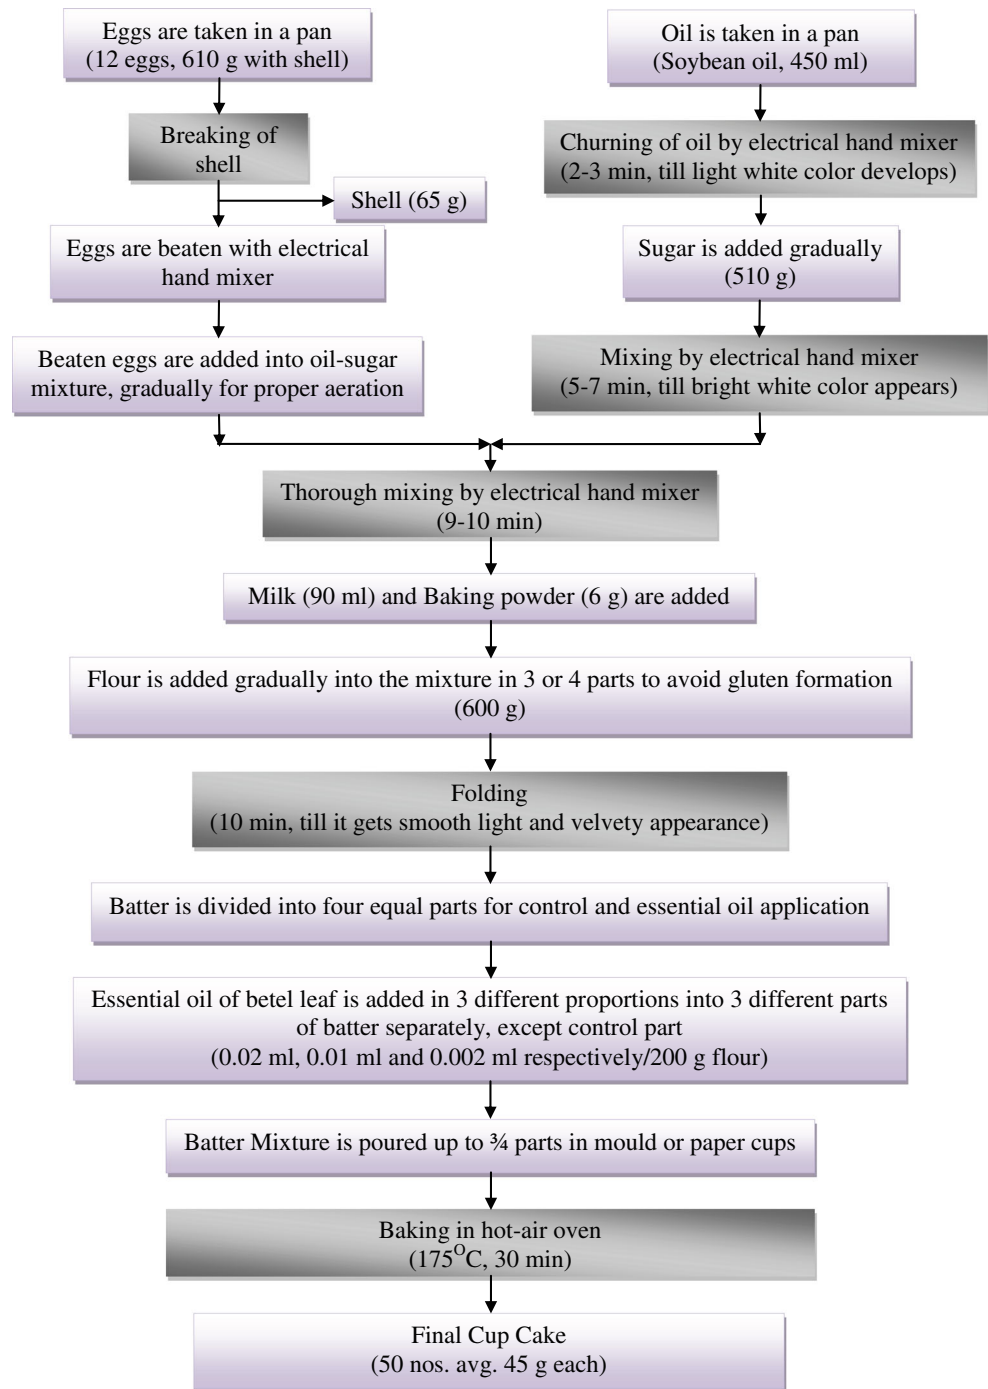 Eggs are taken in a pan
(12 eggs, 610 g with shell)
Breaking of
shell
Shell (65 g)
Eggs are beaten with electrical
hand mixer
Beaten eggs are added into oil-sugar
mixture, gradually for proper aeration
Oil is taken in a pan
(Soybean oil, 450 ml)
Churning of oil by electrical hand mixer
(2-3 min, till light white color develops)
Sugar is added gradually
(510 g)
Mixing by electrical hand mixer
(5-7 min, till bright white color appears)
Thorough mixing by electrical hand mixer
(9-10 min)
Milk (90 ml) and Baking powder (6 g) are added
Flour is added gradually into the mixture in 3 or 4 parts to avoid gluten formation
(600 g)
Folding
(10 min, till it gets smooth light and velvety appearance)
Batter is divided into four equal parts for control and essential oil application
Essential oil of betel leaf is added in 3 different proportions into 3 different parts
of batter separately, except control part
(0.02 ml, 0.01 ml and 0.002 ml respectively/200 g flour)
Batter Mixture is poured up to ¾ parts in mould or paper cups
Baking in hot-air oven
(175°C, 30 min)
Final Cup Cake
(50 nos. avg. 45 g each)